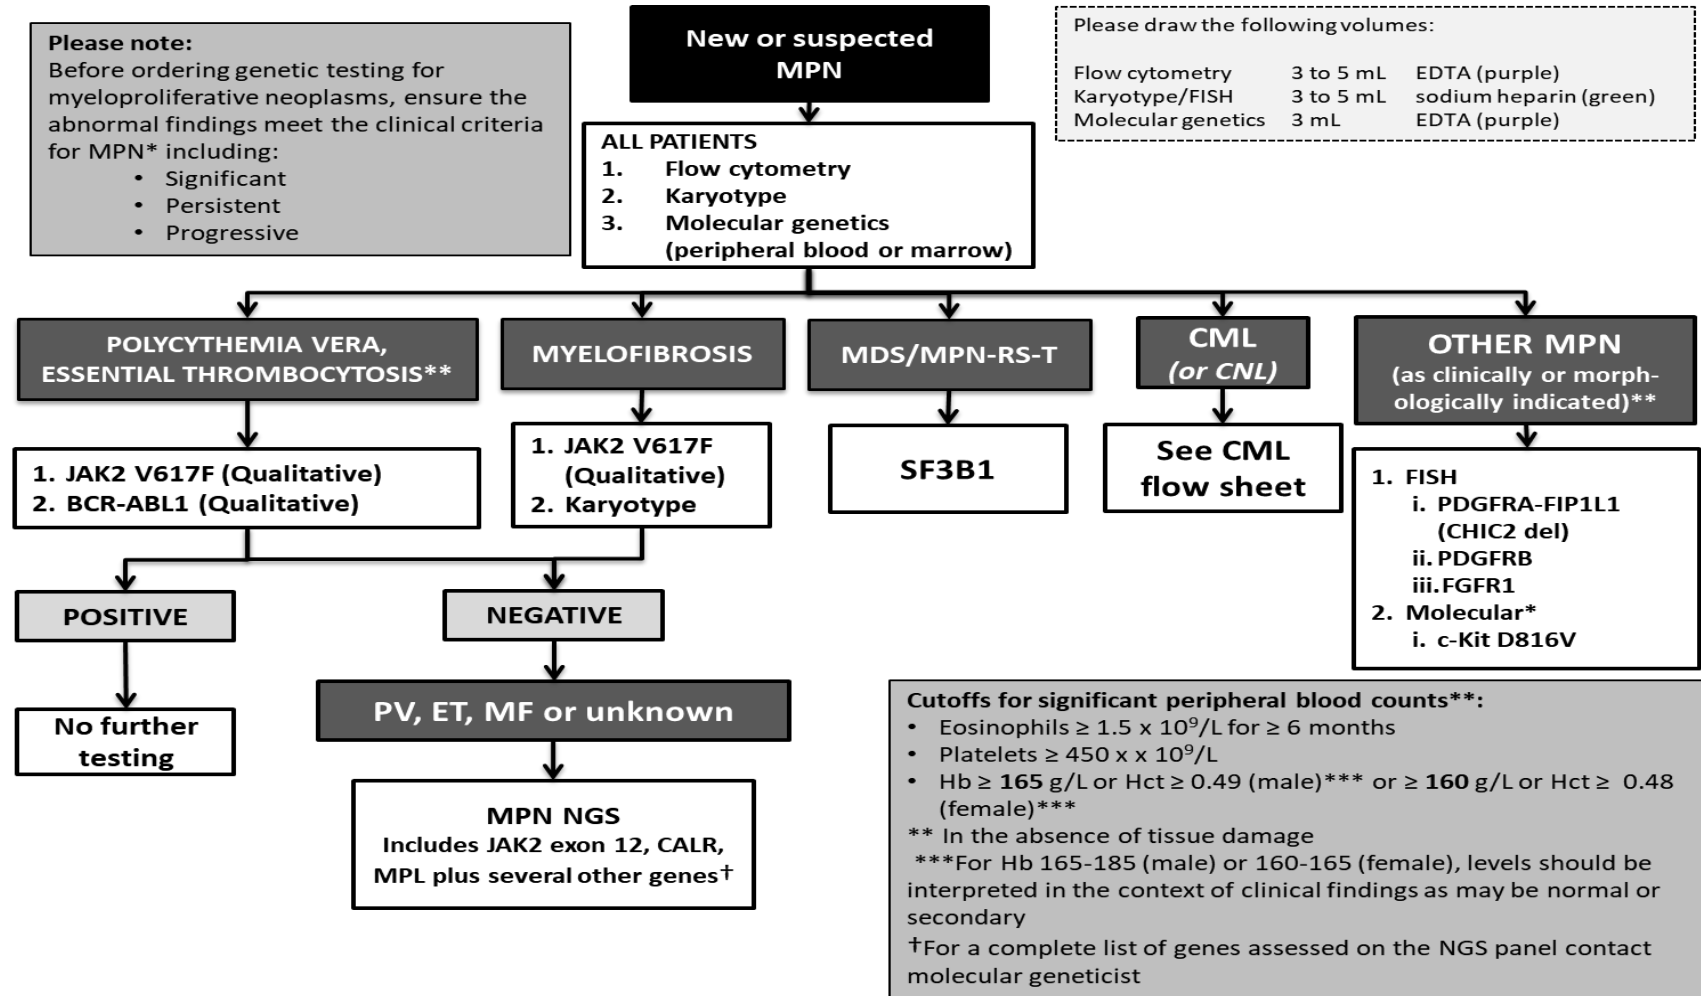 Please note:
Before ordering genetic testing for
myeloproliferative neoplasms, ensure the
abnormal findings meet the clinical criteria
for MPN* including:
• Significant
• Persistent
• Progressive
New or suspected
MPN
Please draw the following volumes:
Flow cytometry 3 to 5 mL EDTA (purple)
Karyotype/FISH 3 to 5 mL sodium heparin (green)
Molecular genetics 3 mL EDTA (purple)
ALL PATIENTS
1. Flow cytometry
2. Karyotype
3. Molecular genetics
(peripheral blood or marrow)
POLYCYTHEMIA VERA,
ESSENTIAL THROMBOCYTOSIS**
MYELOFIBROSIS
MDS/MPN-RS-T
CML
(or CNL)
OTHER MPN
(as clinically or morph-
ologically indicated)**
1. JAK2 V617F (Qualitative)
2. BCR-ABL1 (Qualitative)
1. JAK2 V617F
(Qualitative)
2. Karyotype
SF3B1
See CML
flow sheet
1. FISH
i. PDGFRA-FIP1L1
(CHIC2 del)
ii. PDGFRB
iii.FGFR1
2. Molecular*
i. c-Kit D816V
POSITIVE
NEGATIVE
No further
testing
PV, ET, MF or unknown
MPN NGS
Includes JAK2 exon 12, CALR,
MPL plus several other genes†
Cutoffs for significant peripheral blood counts**:
• Eosinophils ≥ 1.5 x 10⁹/L for ≥ 6 months
• Platelets ≥ 450 x x 10⁹/L
• Hb ≥ 165 g/L or Hct ≥ 0.49 (male)*** or ≥ 160 g/L or Hct ≥ 0.48
(female)***
** In the absence of tissue damage
***For Hb 165-185 (male) or 160-165 (female), levels should be
interpreted in the context of clinical findings as may be normal or
secondary
†For a complete list of genes assessed on the NGS panel contact
molecular geneticist